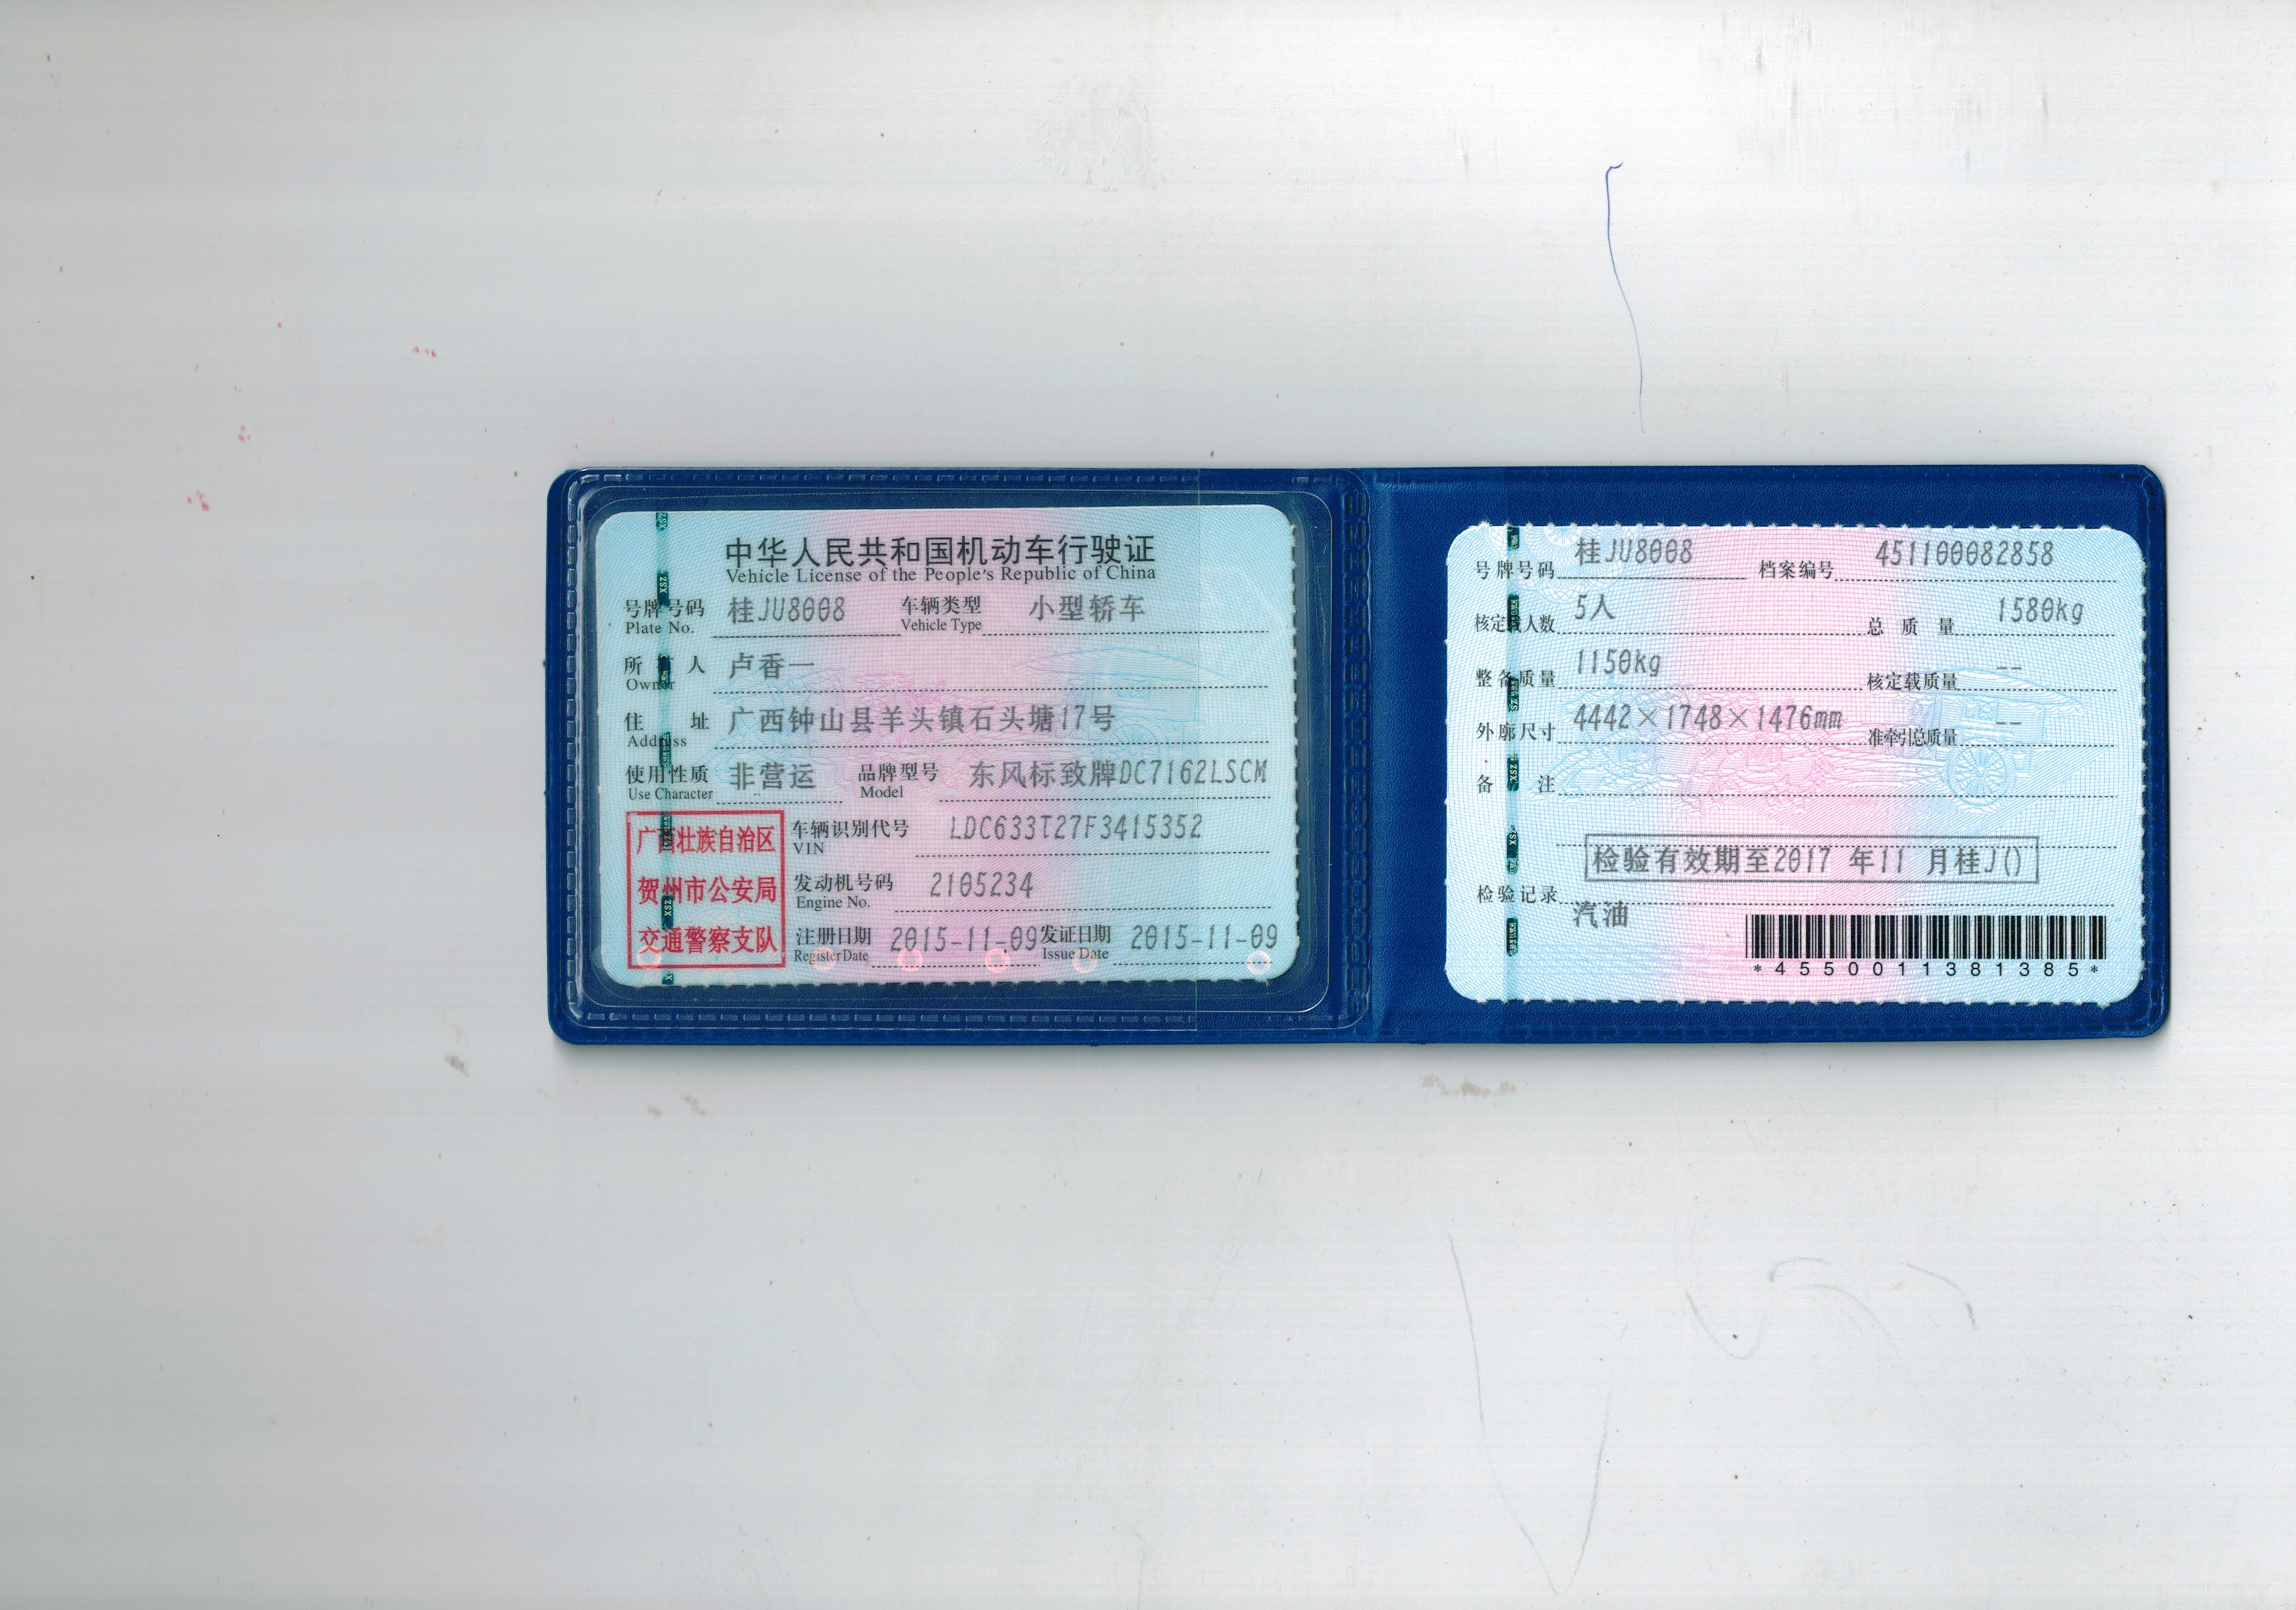 中华人民共和国机动车行驶证
Vehicle License of the People's Republic of China
号牌号码 桂JU8008 车辆类型 小型轿车
Plate No. Vehicle Type
所有人 卢香一
Owner
住址 广西钟山县羊头镇石头塘17号
Address
使用性质 非营运 品牌型号 东风标致牌DC7162LSCM
Use Character Model
广西壮族自治区
贺州市公安局
交通警察支队
车辆识别代号 LDC633T27F3415352
VIN
发动机号码 2105234
Engine No.
注册日期 2015-11-09 发证日期 2015-11-09
Register Date Issue Date
号牌号码 桂JU8008 档案编号 451100082858
核定载人数 5人 总质量 1580kg
整备质量 1150kg 核定载质量 --
外廓尺寸 4442×1748×1476mm 准牵引总质量 --
备注
检验有效期至2017 年11 月桂J()
检验记录
汽油
*4550011381385*